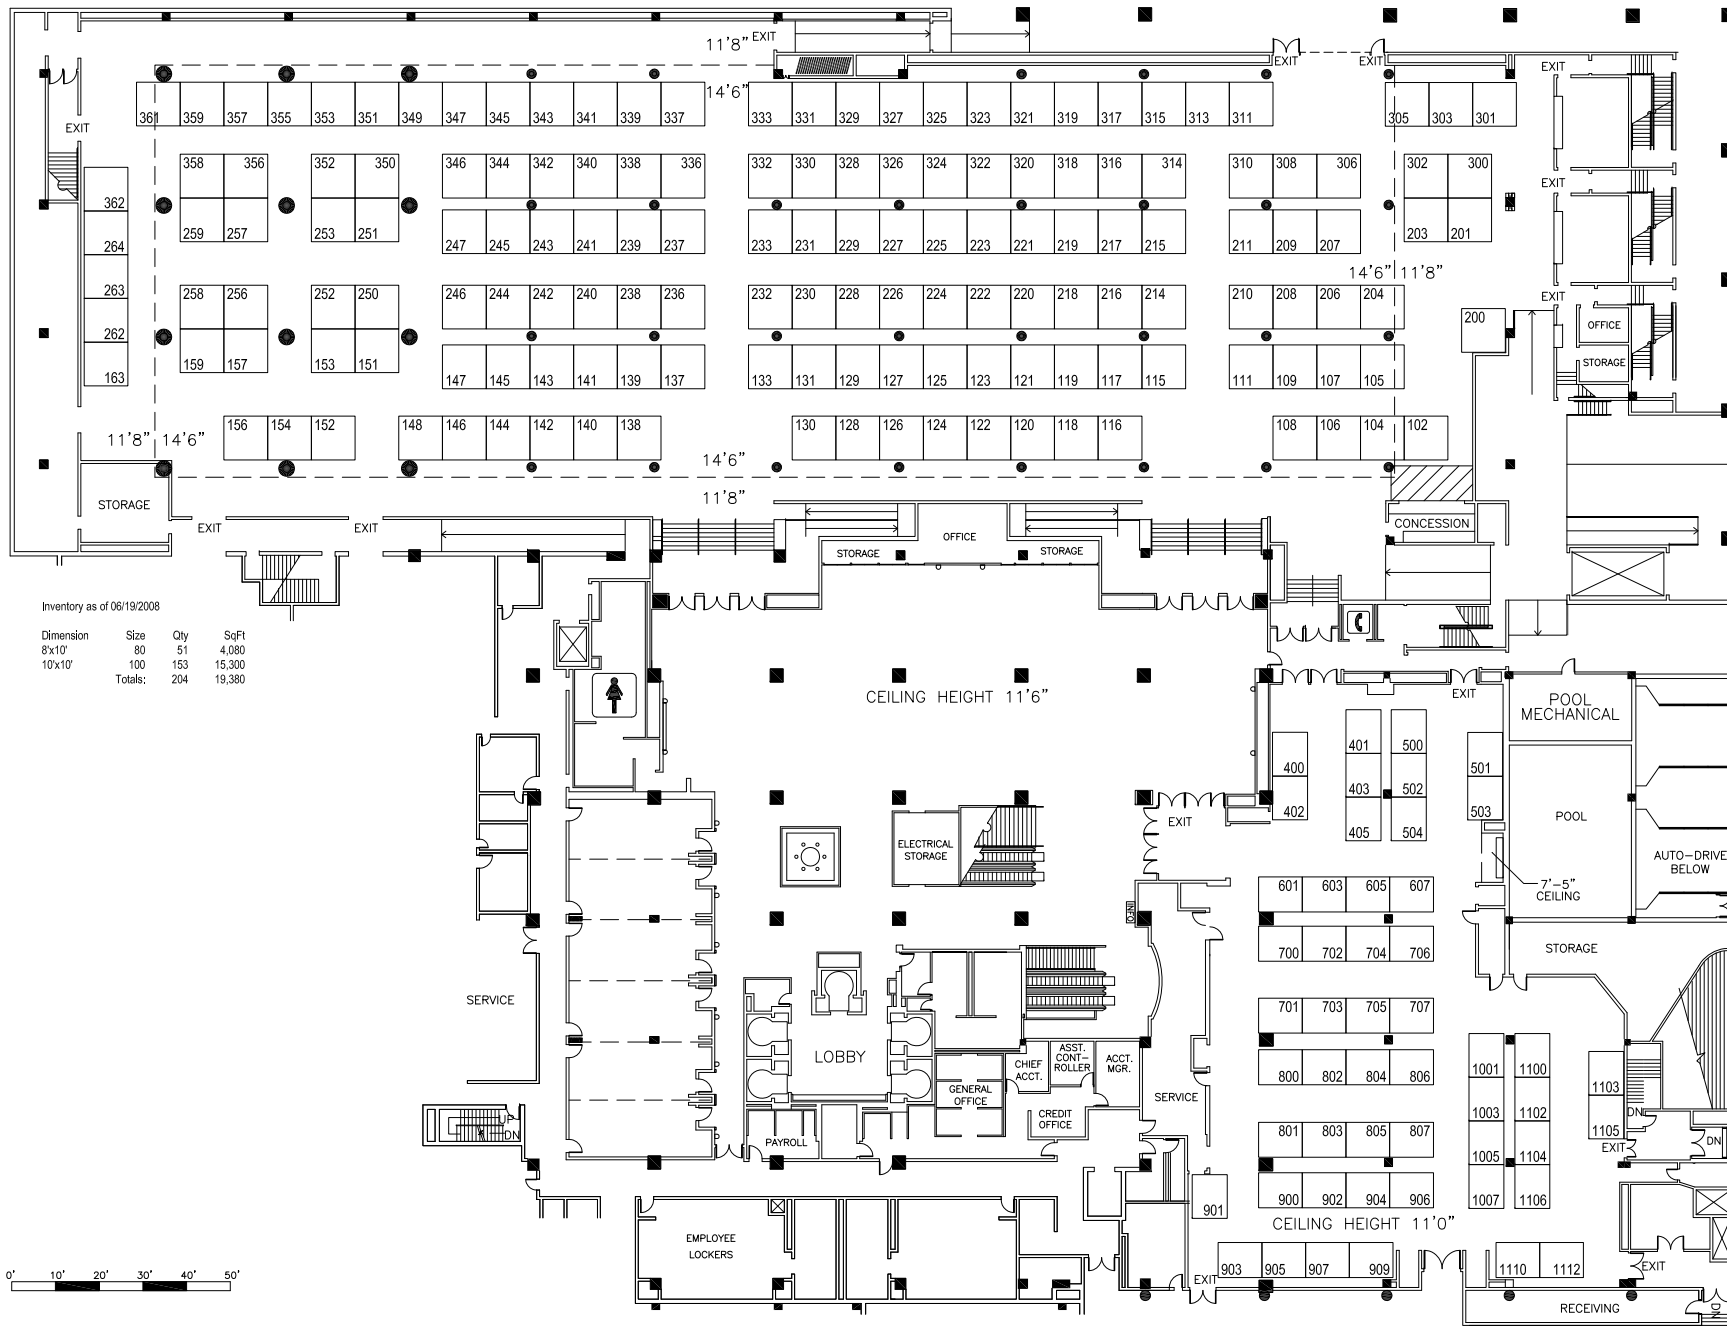 EXIT
11'8"
EXIT
EXIT
EXIT
14'6"
EXIT
361 359 357 355 353 351 349 347 345 343 341 339 337
333 331 329 327 325 323 321 319 317 315 313 311
305 303 301
358 356 352 350 346 344 342 340 338 336
332 330 328 326 324 322 320 318 316 314
310 308 306 302 300
EXIT
362
259 257 253 251 247 245 243 241 239 237
233 231 229 227 225 223 221 219 217 215
211 209 207 203 201
264
14'6" 11'8"
263
258 256 252 250 246 244 242 240 238 236
232 230 228 226 224 222 220 218 216 214
210 208 206 204
EXIT
200
OFFICE
262
159 157 153 151
STORAGE
163
147 145 143 141 139 137
133 131 129 127 125 123 121 119 117 115
111 109 107 105
156 154 152 148 146 144 142 140 138
130 128 126 124 122 120 118 116
108 106 104 102
11'8" 14'6"
14'6"
11'8"
STORAGE
EXIT
EXIT
CONCESSION
OFFICE
STORAGE
STORAGE
Inventory as of 06/19/2008
Dimension Size Qty SqFt
8'x10' 80 51 4,080
10'x10' 100 153 15,300
Totals: 204 19,380
CEILING HEIGHT 11'6"
EXIT
POOL
MECHANICAL
401 500
400
501
403 502
402
503
405 504
EXIT
POOL
ELECTRICAL
STORAGE
AUTO-DRIVE
BELOW
7'-5"
CEILING
601 603 605 607
INFO
700 702 704 706
STORAGE
SERVICE
701 703 705 707
LOBBY
CHIEF
ACCT.
ASST.
CONT-
ROLLER
ACCT.
MGR.
800 802 804 806
1001 1100
1103
GENERAL
OFFICE
SERVICE
1003 1102
CREDIT
OFFICE
DN
1105
UP
DN
PAYROLL
801 803 805 807
1005 1104
EXIT
DN
900 902 904 906
1007 1106
901
CEILING HEIGHT 11'0"
EMPLOYEE
LOCKERS
903 905 907 909
1110 1112
EXIT
EXIT
0' 10' 20' 30' 40' 50'
RECEIVING
DN